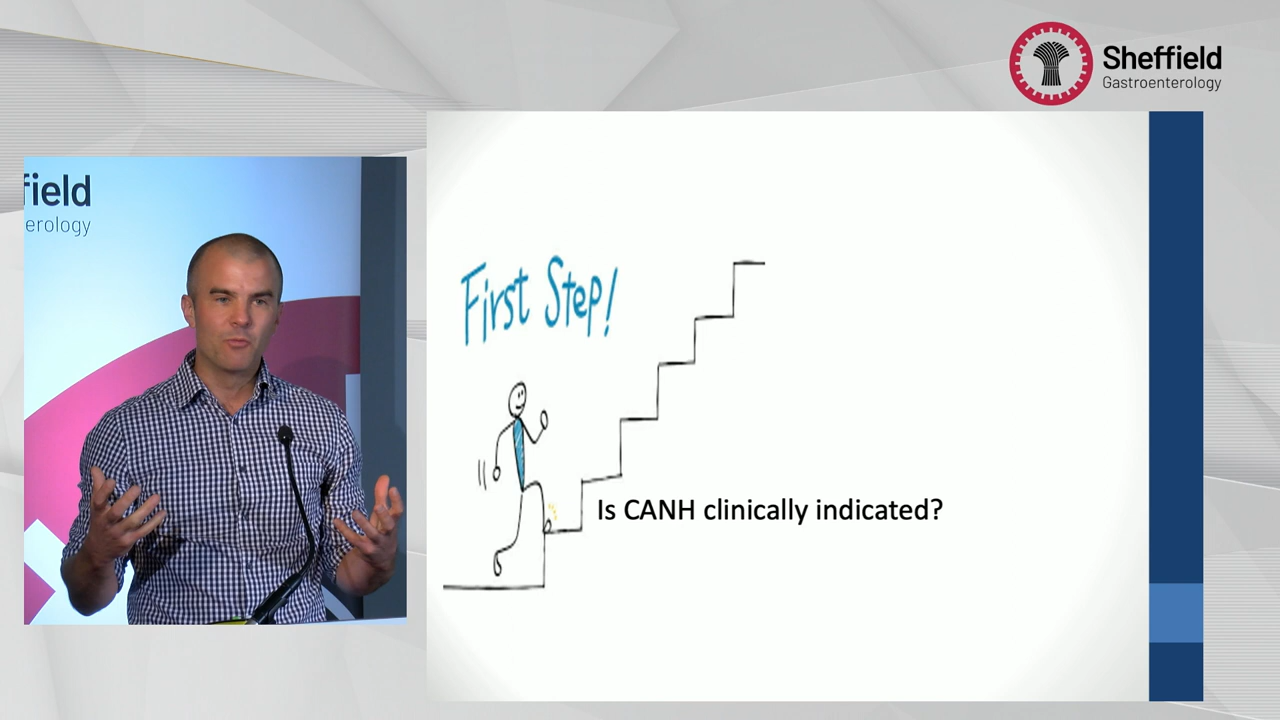 Sheffield
Gastroenterology
field
erology
First Step!
Is CANH clinically indicated?